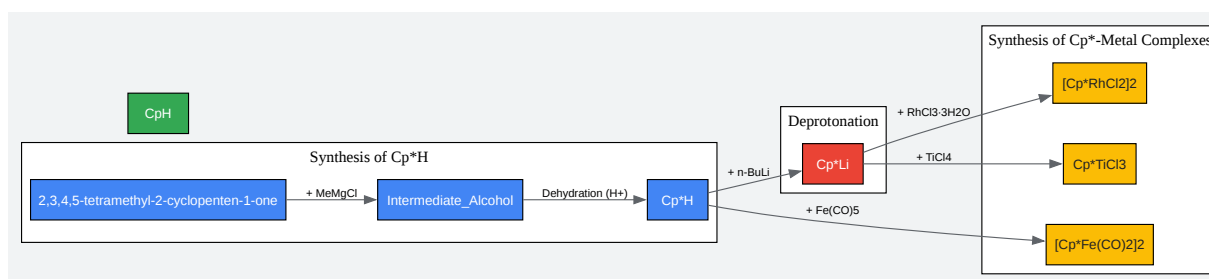 Synthesis of Cp*-Metal Complexes
[Cp*RhCl2]2
CpH
+ RhCl3·3H2O
Deprotonation
Synthesis of Cp*H
Cp*Li
+ TiCl4
Cp*TiCl3
+ n-BuLi
2,3,4,5-tetramethyl-2-cyclopenten-1-one
+ MeMgCl
Intermediate_Alcohol
Dehydration (H+)
Cp*H
+ Fe(CO)5
[Cp*Fe(CO)2]2